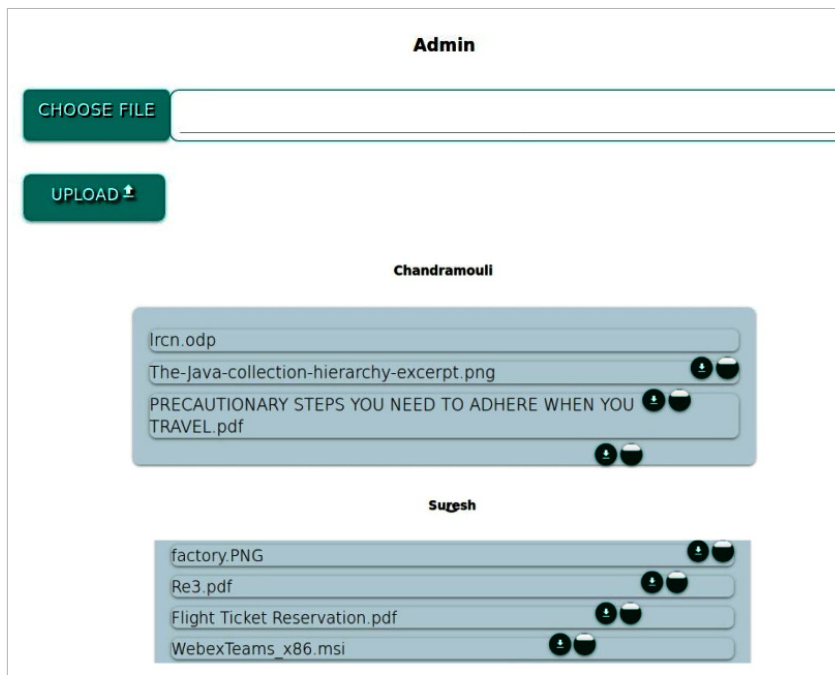 Admin
CHOOSE FILE
UPLOAD
Chandramouli
lrcn.odp
The-Java-collection-hierarchy-excerpt.png
PRECAUTIONARY STEPS YOU NEED TO ADHERE WHEN YOU
TRAVEL.pdf
Suresh
factory.PNG
Re3.pdf
Flight Ticket Reservation.pdf
WebexTeams_x86.msi